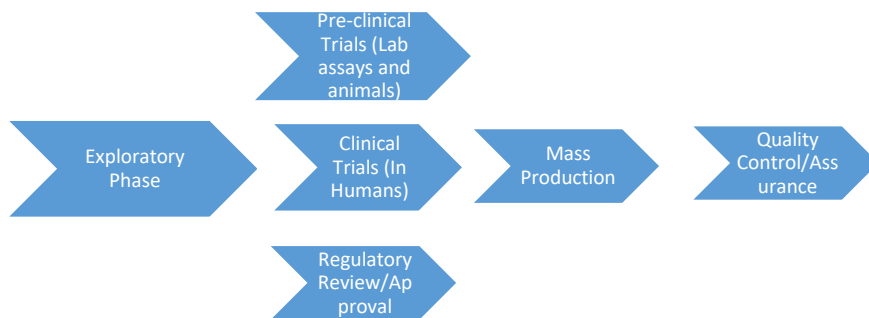 Pre-clinical
Trials (Lab
assays and
animals)
Exploratory
Phase
Clinical
Trials (In
Humans)
Mass
Production
Quality
Control/Ass
urance
Regulatory
Review/Ap
proval